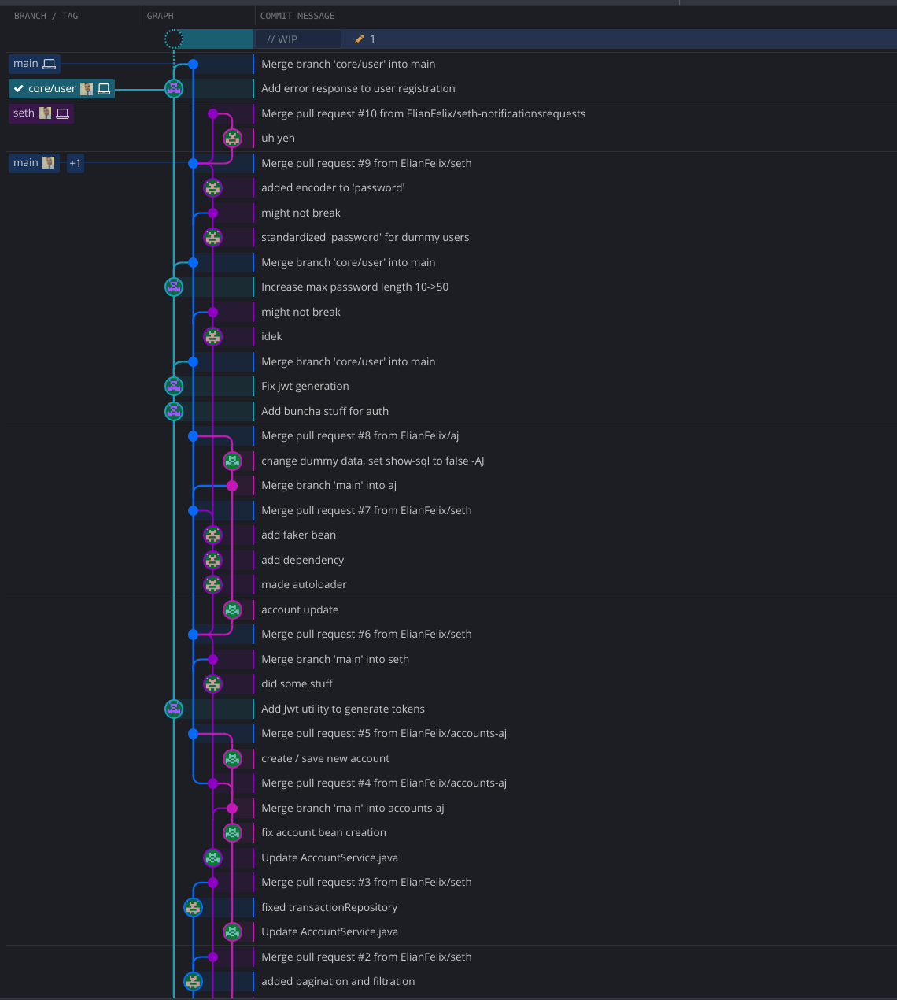 BRANCH / TAG GRAPH COMMIT MESSAGE
// WIP 1
main Merge branch 'core/user' into main
core/user Add error response to user registration
seth Merge pull request #10 from ElianFelix/seth-notificationsrequests
uh yeh
main +1 Merge pull request #9 from ElianFelix/seth
added encoder to 'password'
might not break
standardized 'password' for dummy users
Merge branch 'core/user' into main
Increase max password length 10->50
might not break
idek
Merge branch 'core/user' into main
Fix jwt generation
Add buncha stuff for auth
Merge pull request #8 from ElianFelix/aj
change dummy data, set show-sql to false -AJ
Merge branch 'main' into aj
Merge pull request #7 from ElianFelix/seth
add faker bean
add dependency
made autoloader
account update
Merge pull request #6 from ElianFelix/seth
Merge branch 'main' into seth
did some stuff
Add Jwt utility to generate tokens
Merge pull request #5 from ElianFelix/accounts-aj
create / save new account
Merge pull request #4 from ElianFelix/accounts-aj
Merge branch 'main' into accounts-aj
fix account bean creation
Update AccountService.java
Merge pull request #3 from ElianFelix/seth
fixed transactionRepository
Update AccountService.java
Merge pull request #2 from ElianFelix/seth
added pagination and filtration